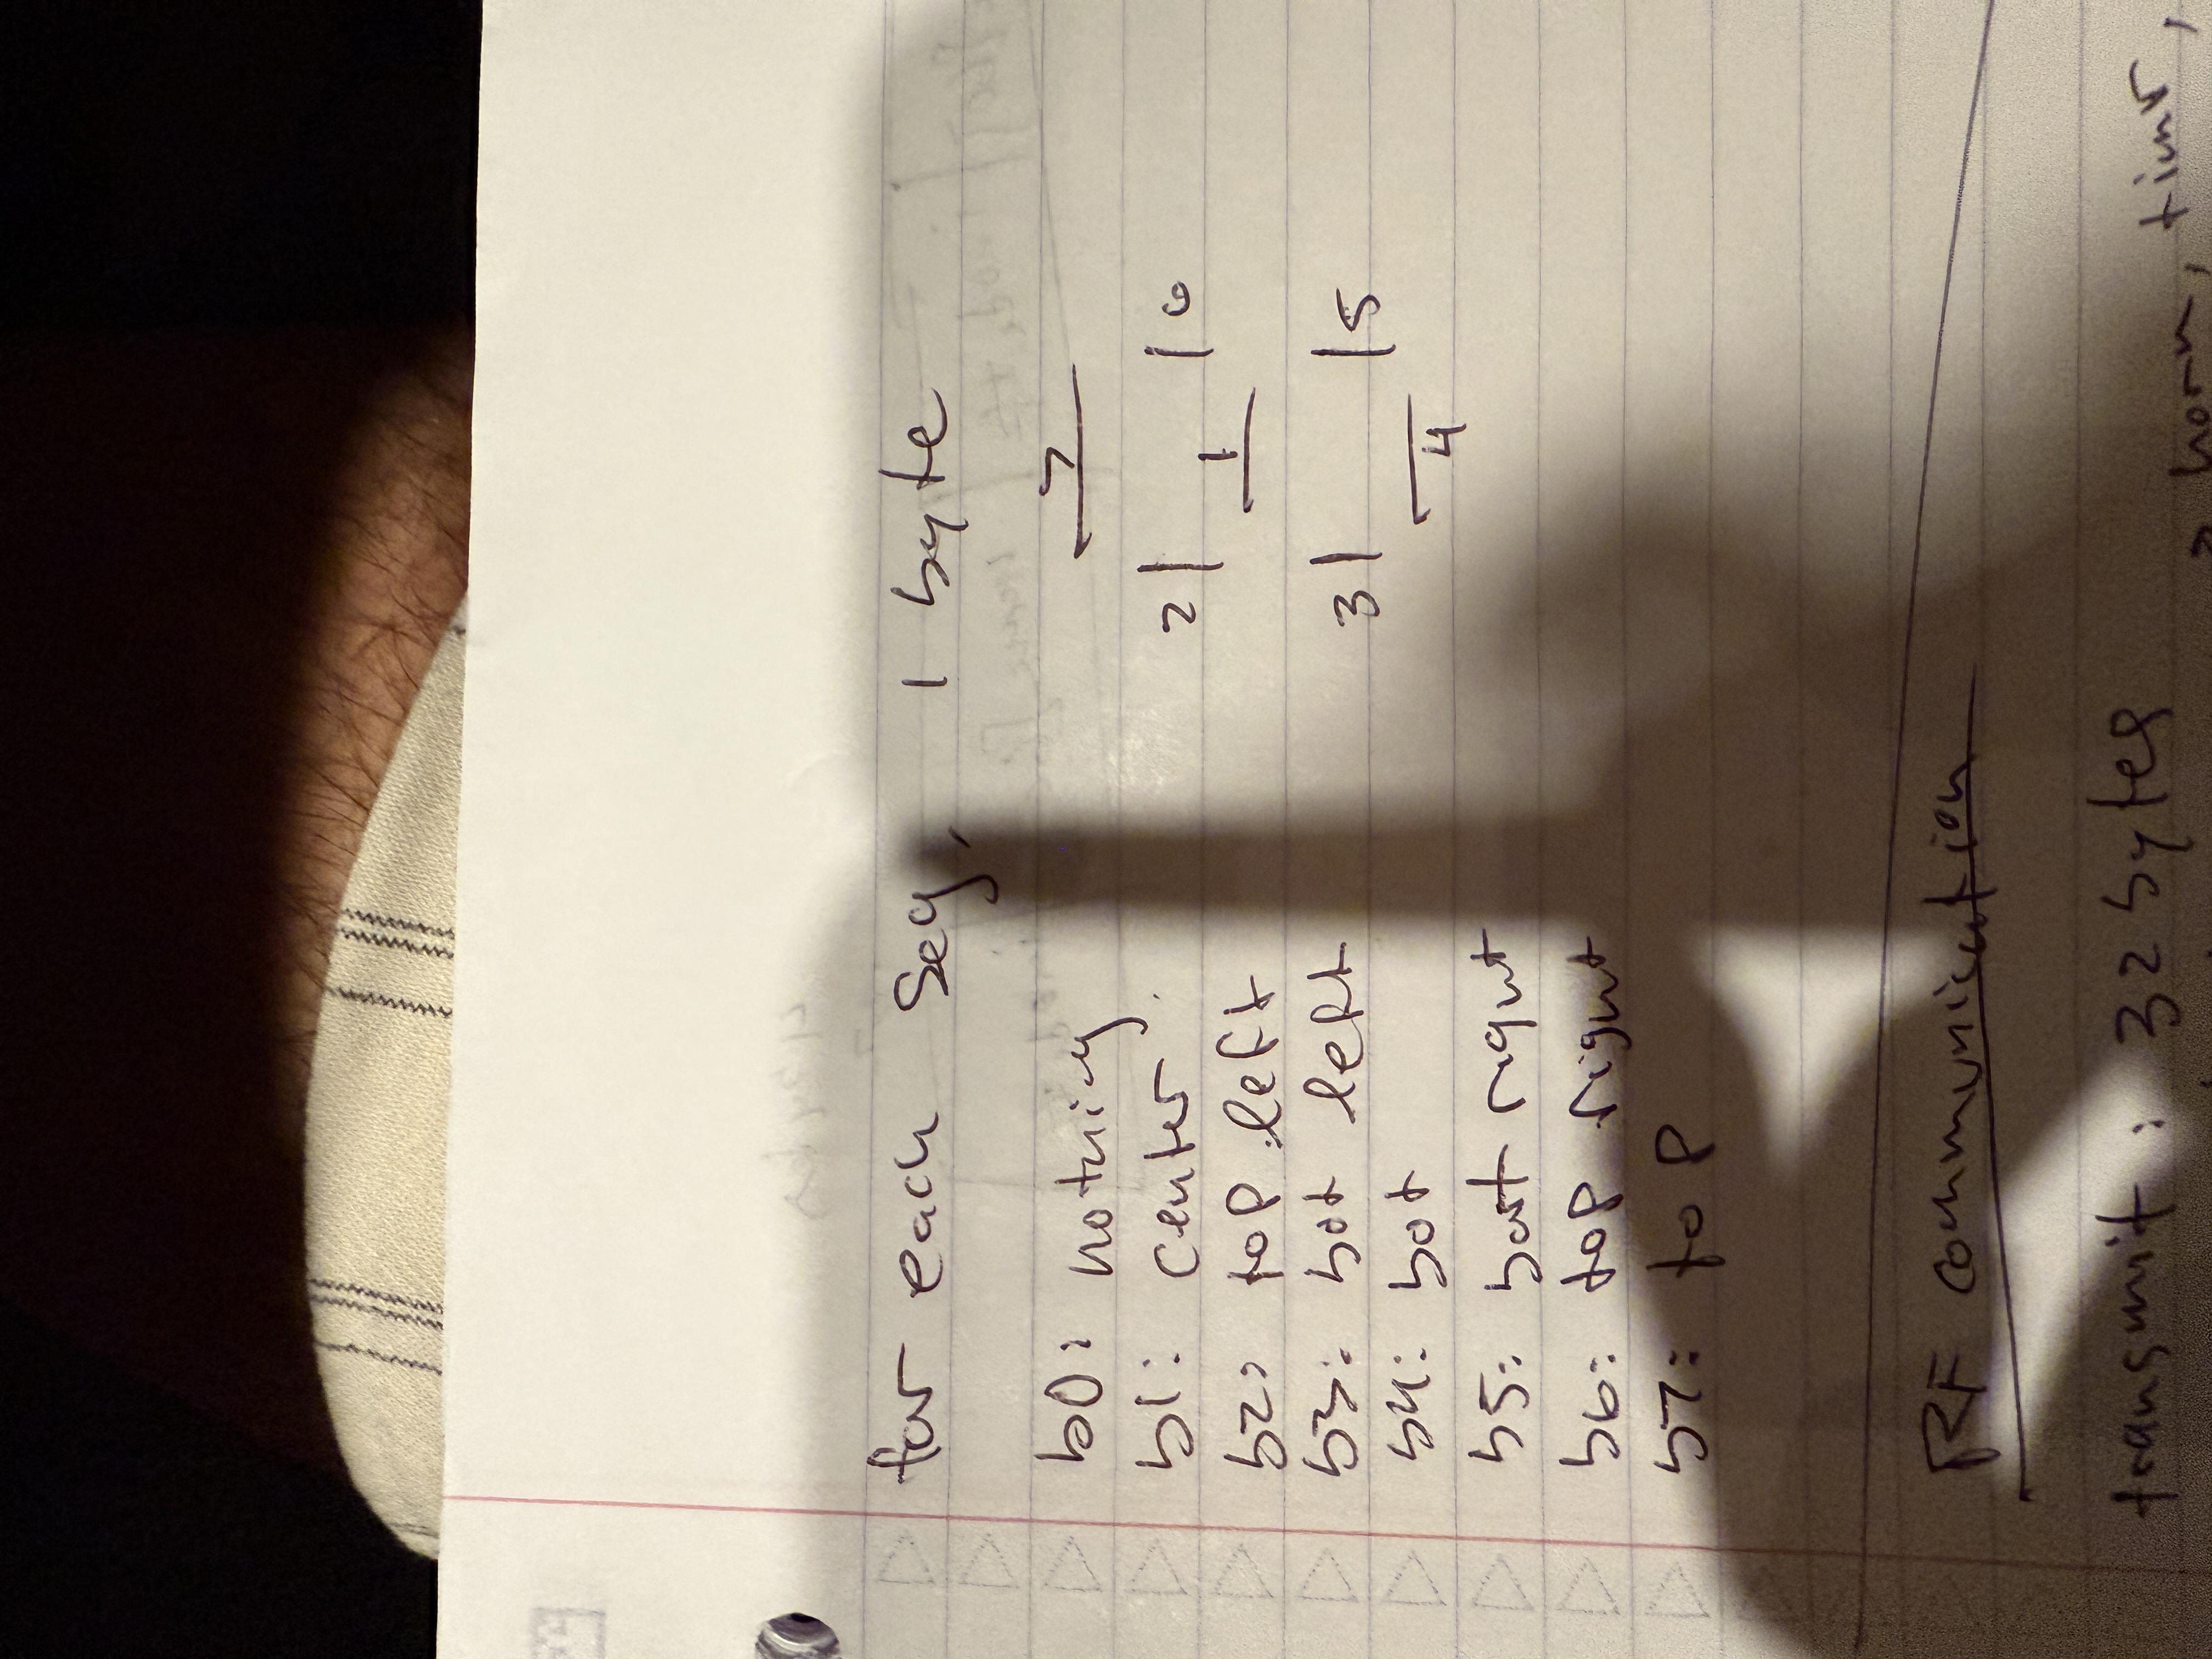 for each seg, 1 byte
b0: nothing
7
b1: center
2| |6
1
b2: top left
b3: bot left
3| |5
b4: bot
4
b5: bot right
b6: top right
b7: top
RF communication
transmit: 32 bytes
horn, timr,